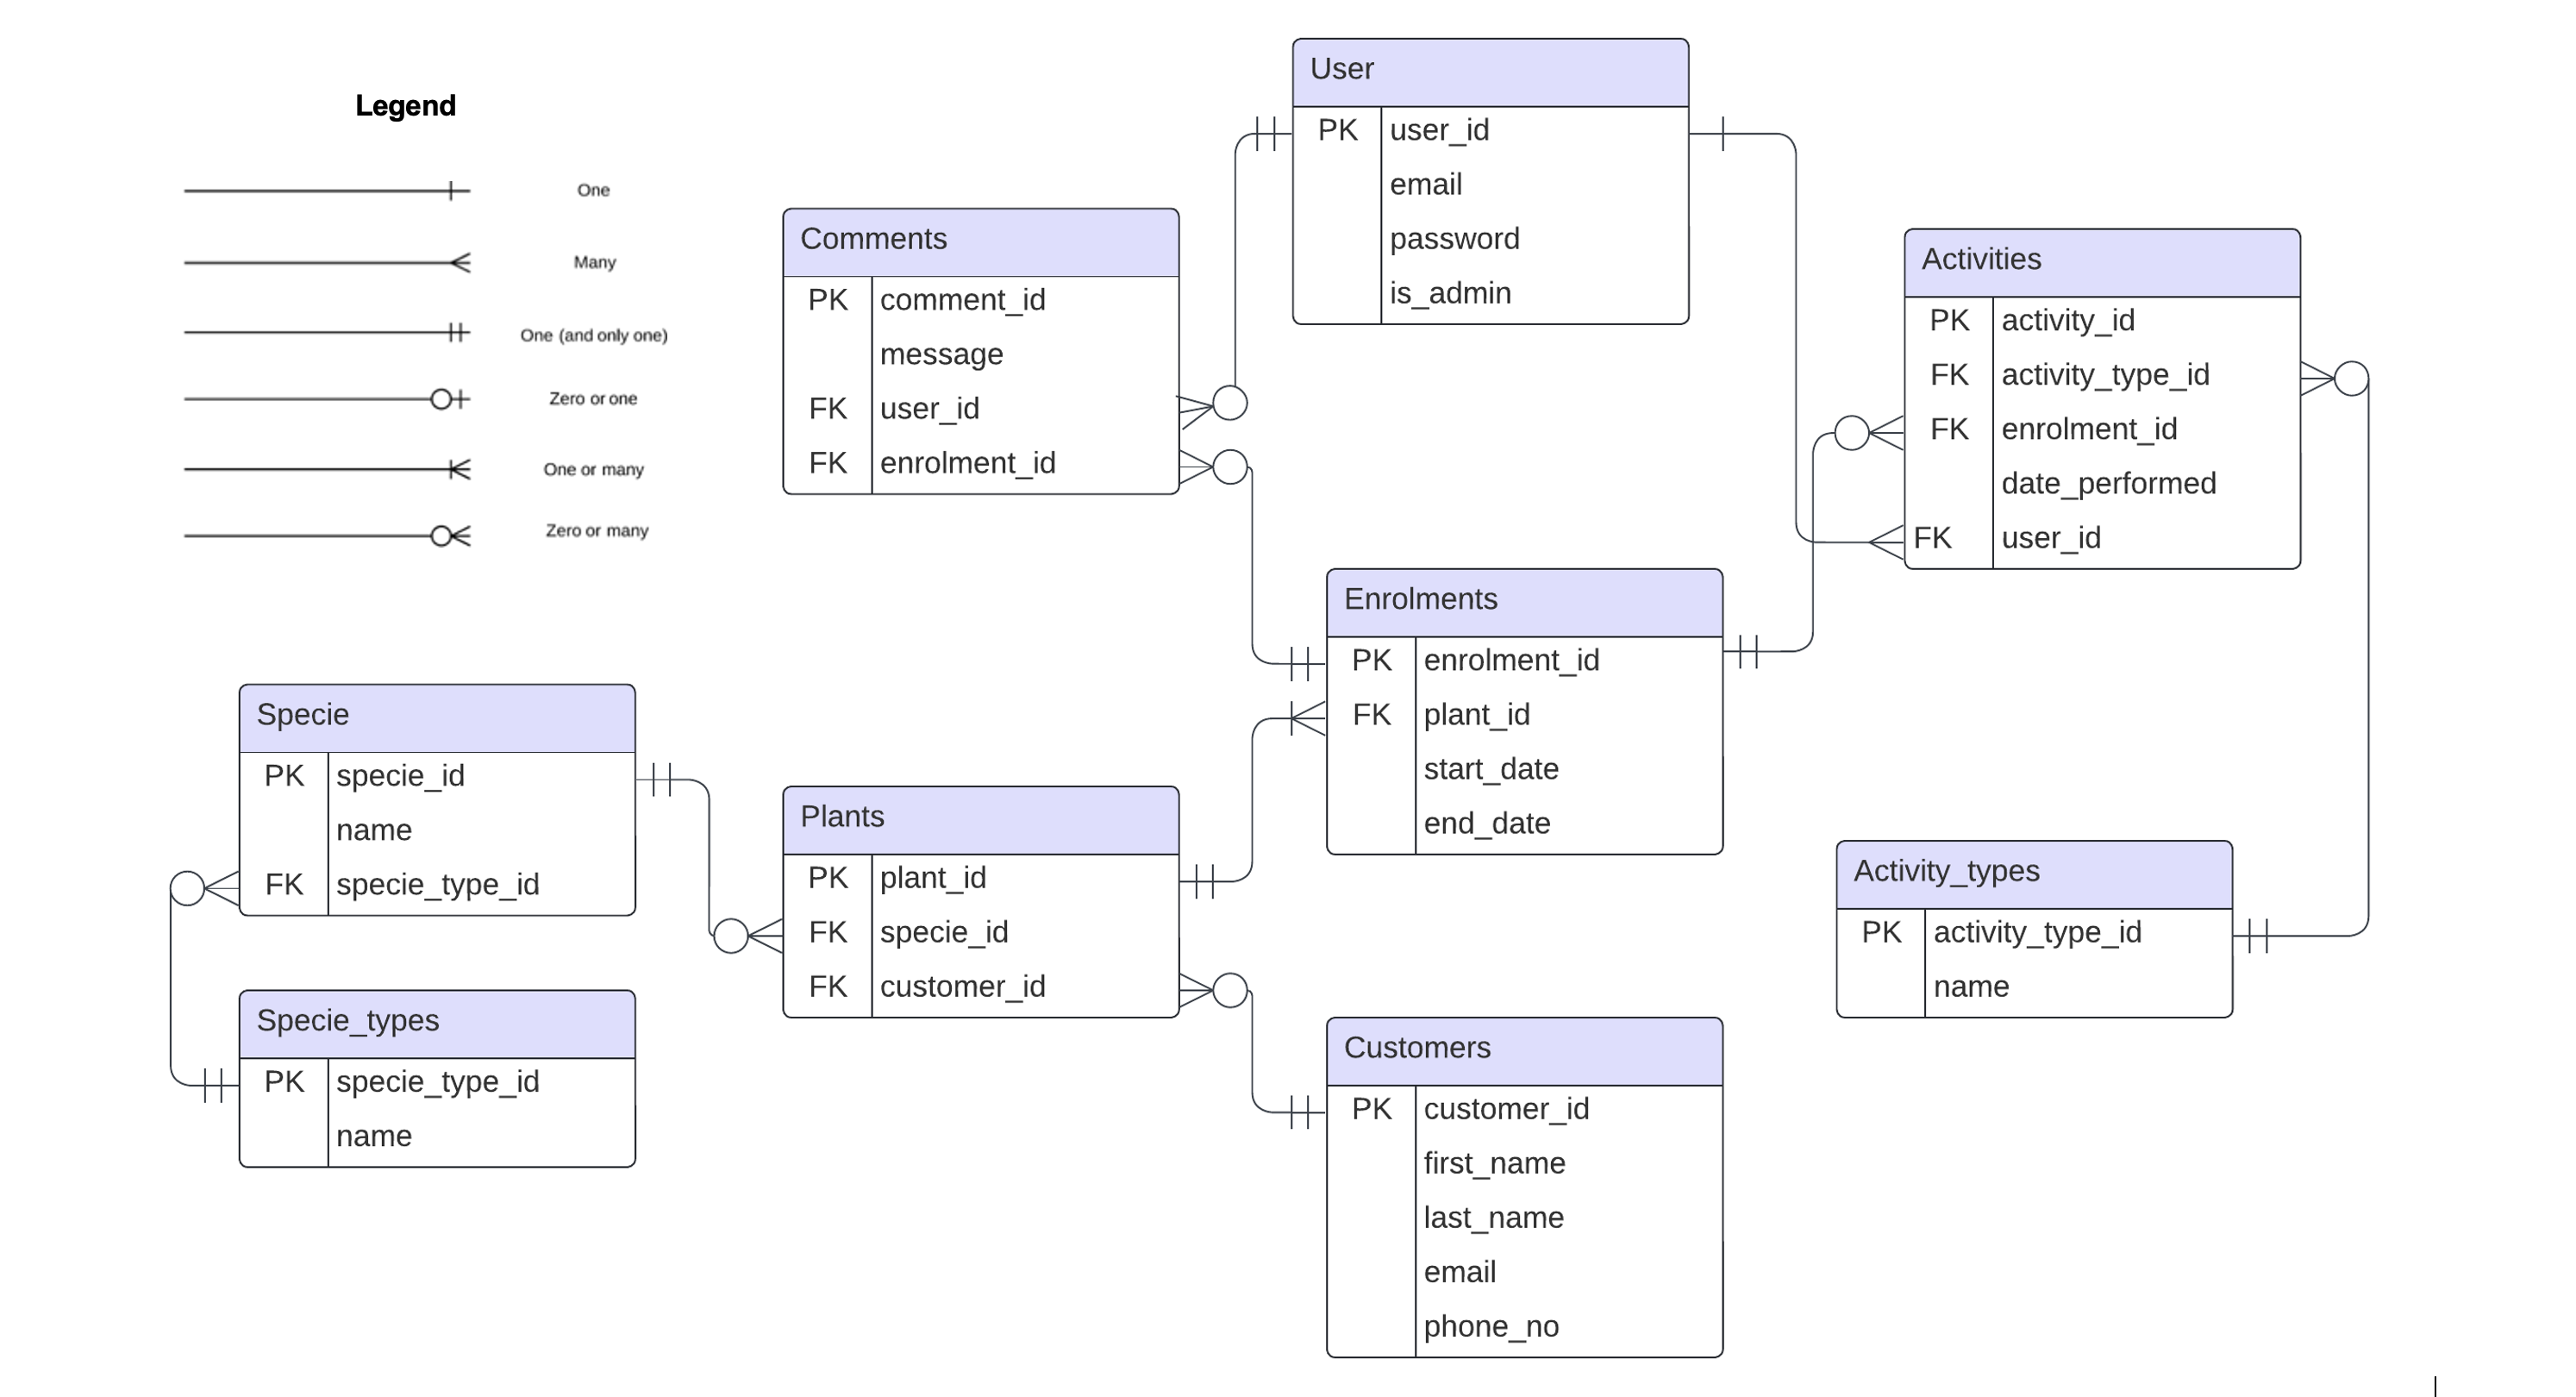 Legend
One
Many
One (and only one)
Zero or one
One or many
Zero or many
User
PK user_id
email
password
is_admin
Comments
PK comment_id
message
FK user_id
FK enrolment_id
Activities
PK activity_id
FK activity_type_id
FK enrolment_id
date_performed
FK user_id
Enrolments
PK enrolment_id
FK plant_id
start_date
end_date
Specie
PK specie_id
name
FK specie_type_id
Plants
PK plant_id
FK specie_id
FK customer_id
Activity_types
PK activity_type_id
name
Specie_types
PK specie_type_id
name
Customers
PK customer_id
first_name
last_name
email
phone_no